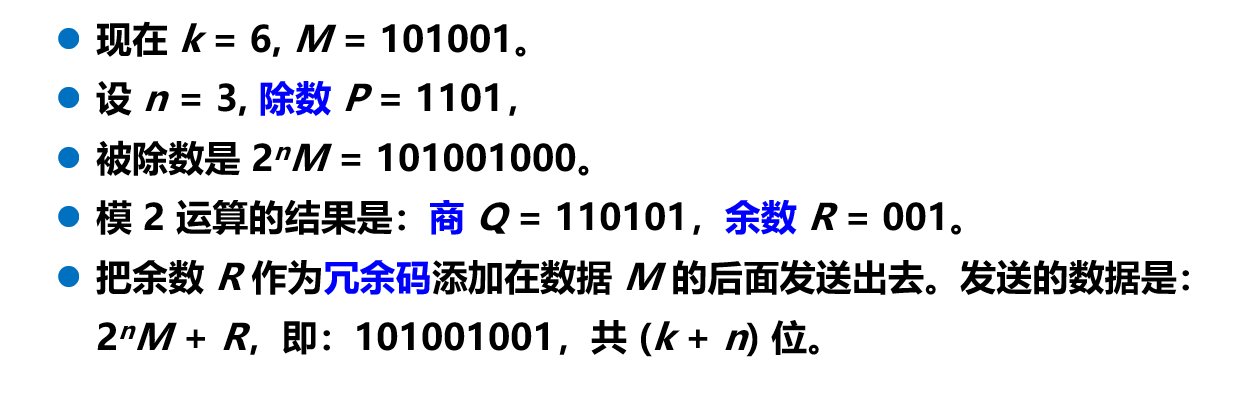 ● 现在 k = 6, M = 101001。
● 设 n = 3, 除数 P = 1101，
● 被除数是 2ⁿM = 101001000。
● 模 2 运算的结果是：商 Q = 110101，余数 R = 001。
● 把余数 R 作为冗余码添加在数据 M 的后面发送出去。发送的数据是：
2ⁿM + R，即：101001001，共 (k + n) 位。